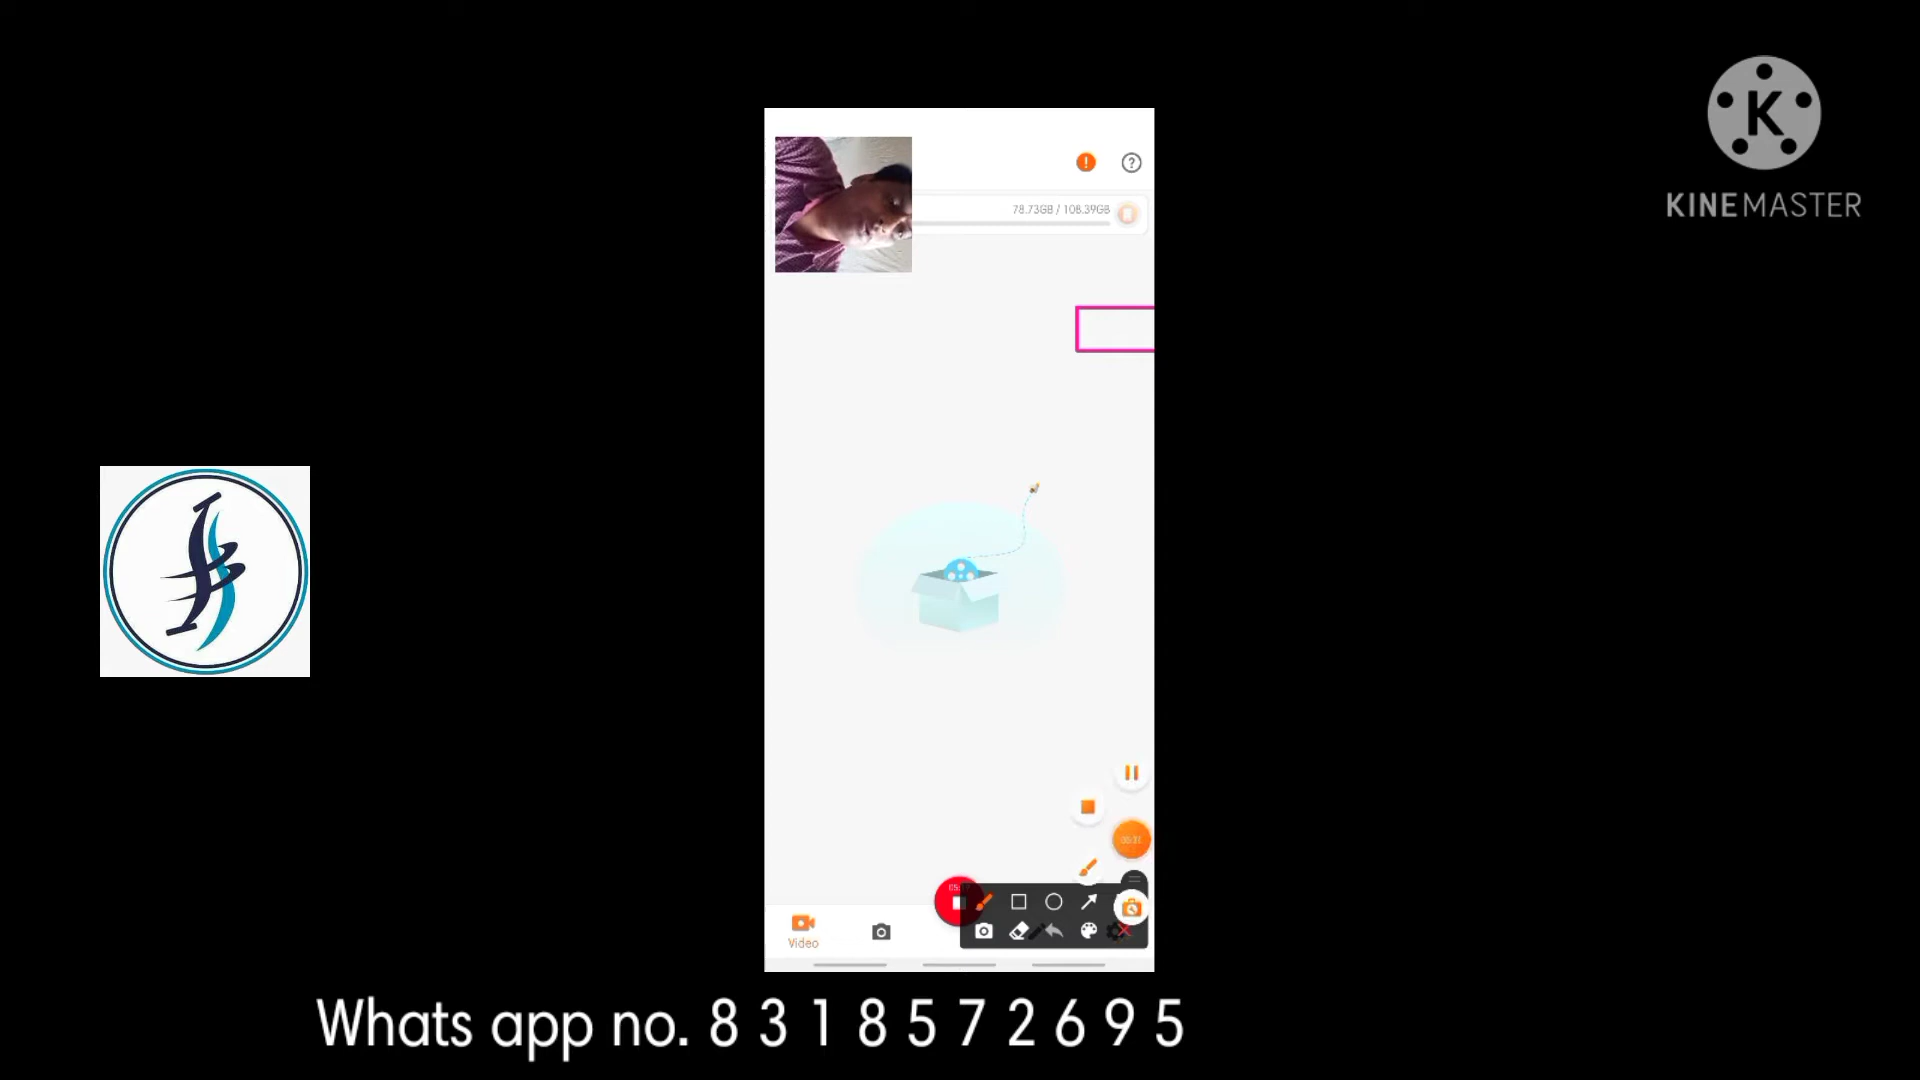 K
KINEMASTER
78.73GB / 108.39GB
Video
Whats app no. 8 3 1 8 5 7 2 6 9 5